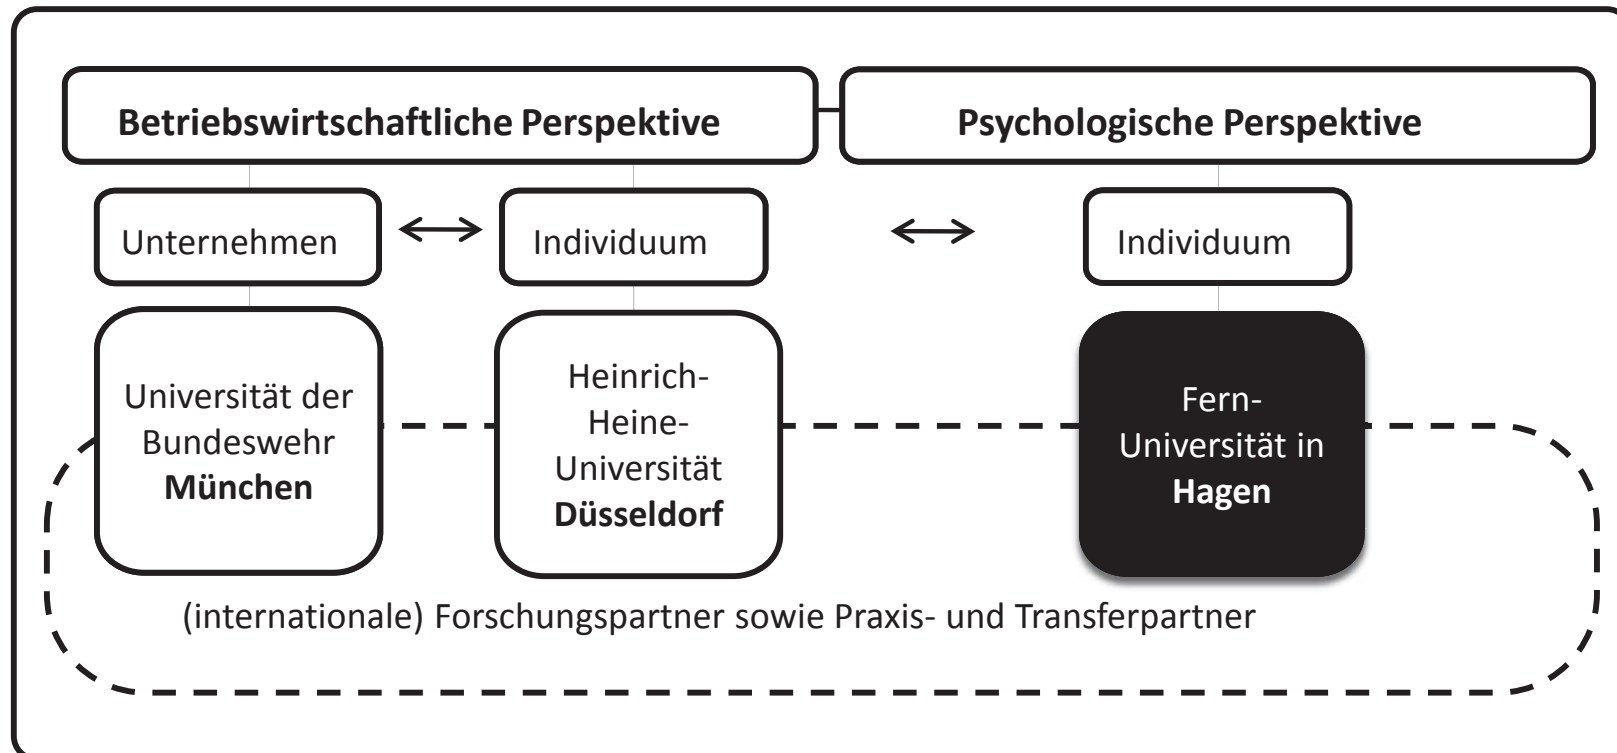 Betriebswirtschaftliche Perspektive
Psychologische Perspektive
Unternehmen
Individuum
Individuum
Universität der
Bundeswehr
München
Heinrich-
Heine-
Universität
Düsseldorf
Fern-
Universität in
Hagen
(internationale) Forschungspartner sowie Praxis- und Transferpartner